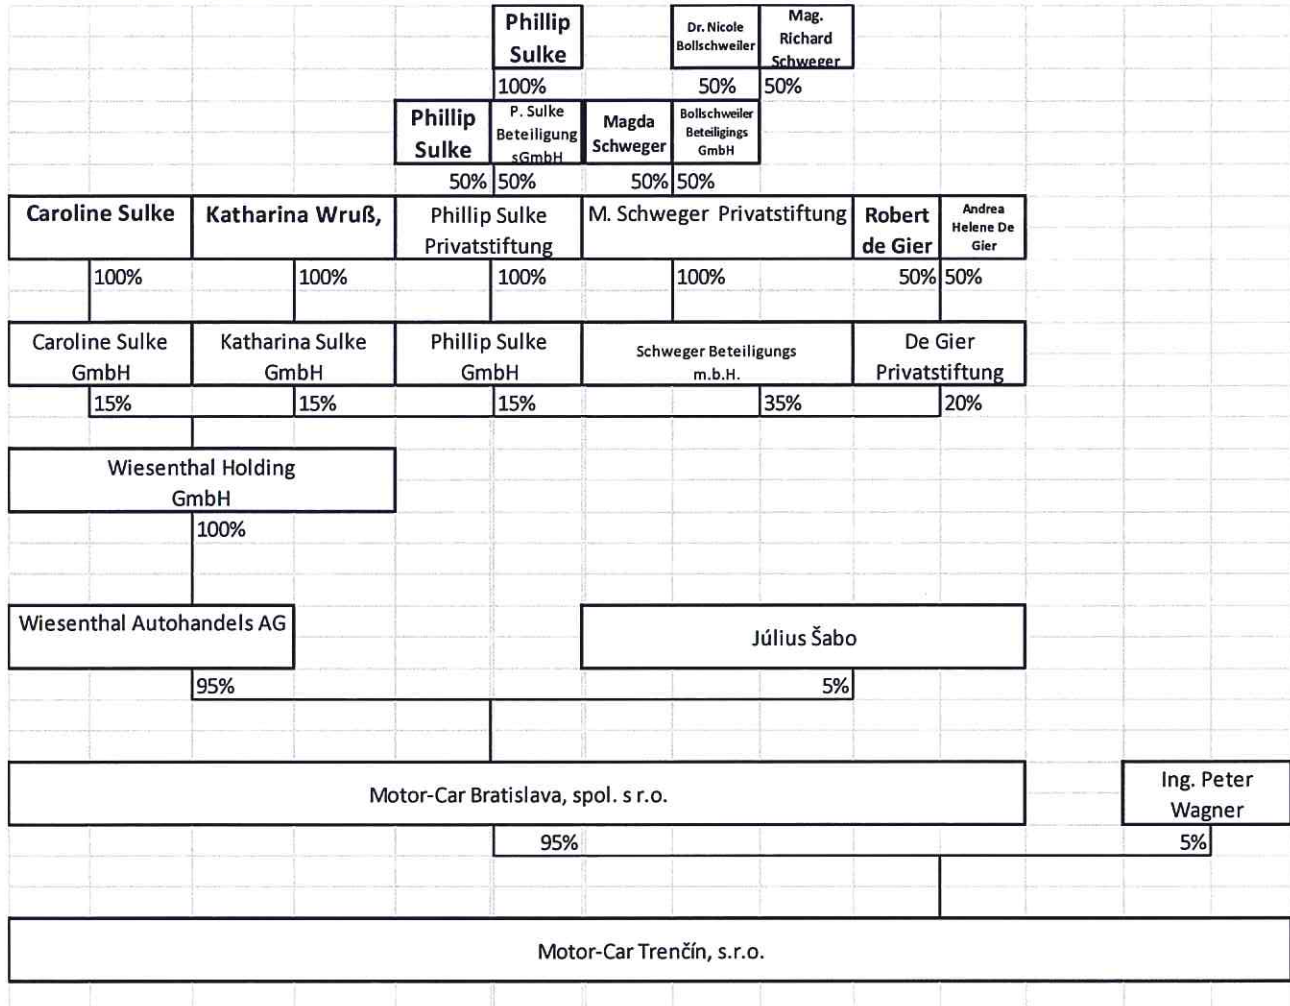 Phillip
Sulke
Dr. Nicole
Bollschweiler
Mag.
Richard
Schweger
100%
50%
50%
Phillip
Sulke
P. Sulke
Beteiligung
sGmbH
Magda
Schweger
Bollschweiler
Beteiligings
GmbH
50%
50%
50%
50%
Caroline Sulke
Katharina Wruß,
Phillip Sulke
Privatstiftung
M. Schweger Privatstiftung
Robert
de Gier
Andrea
Helene De
Gier
100%
100%
100%
100%
50%
50%
Caroline Sulke
GmbH
Katharina Sulke
GmbH
Phillip Sulke
GmbH
Schweger Beteiligungs
m.b.H.
De Gier
Privatstiftung
15%
15%
15%
35%
20%
Wiesenthal Holding
GmbH
100%
Wiesenthal Autohandels AG
Július Šabo
95%
5%
Motor-Car Bratislava, spol. s r.o.
Ing. Peter
Wagner
95%
5%
Motor-Car Trenčín, s.r.o.